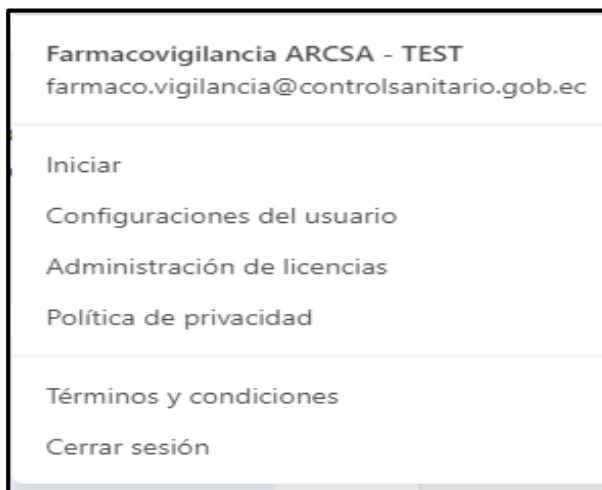 Farmacovigilancia ARCSA - TEST
farmaco.vigilancia@controlsanitario.gob.ec
Iniciar
Configuraciones del usuario
Administración de licencias
Política de privacidad
Términos y condiciones
Cerrar sesión